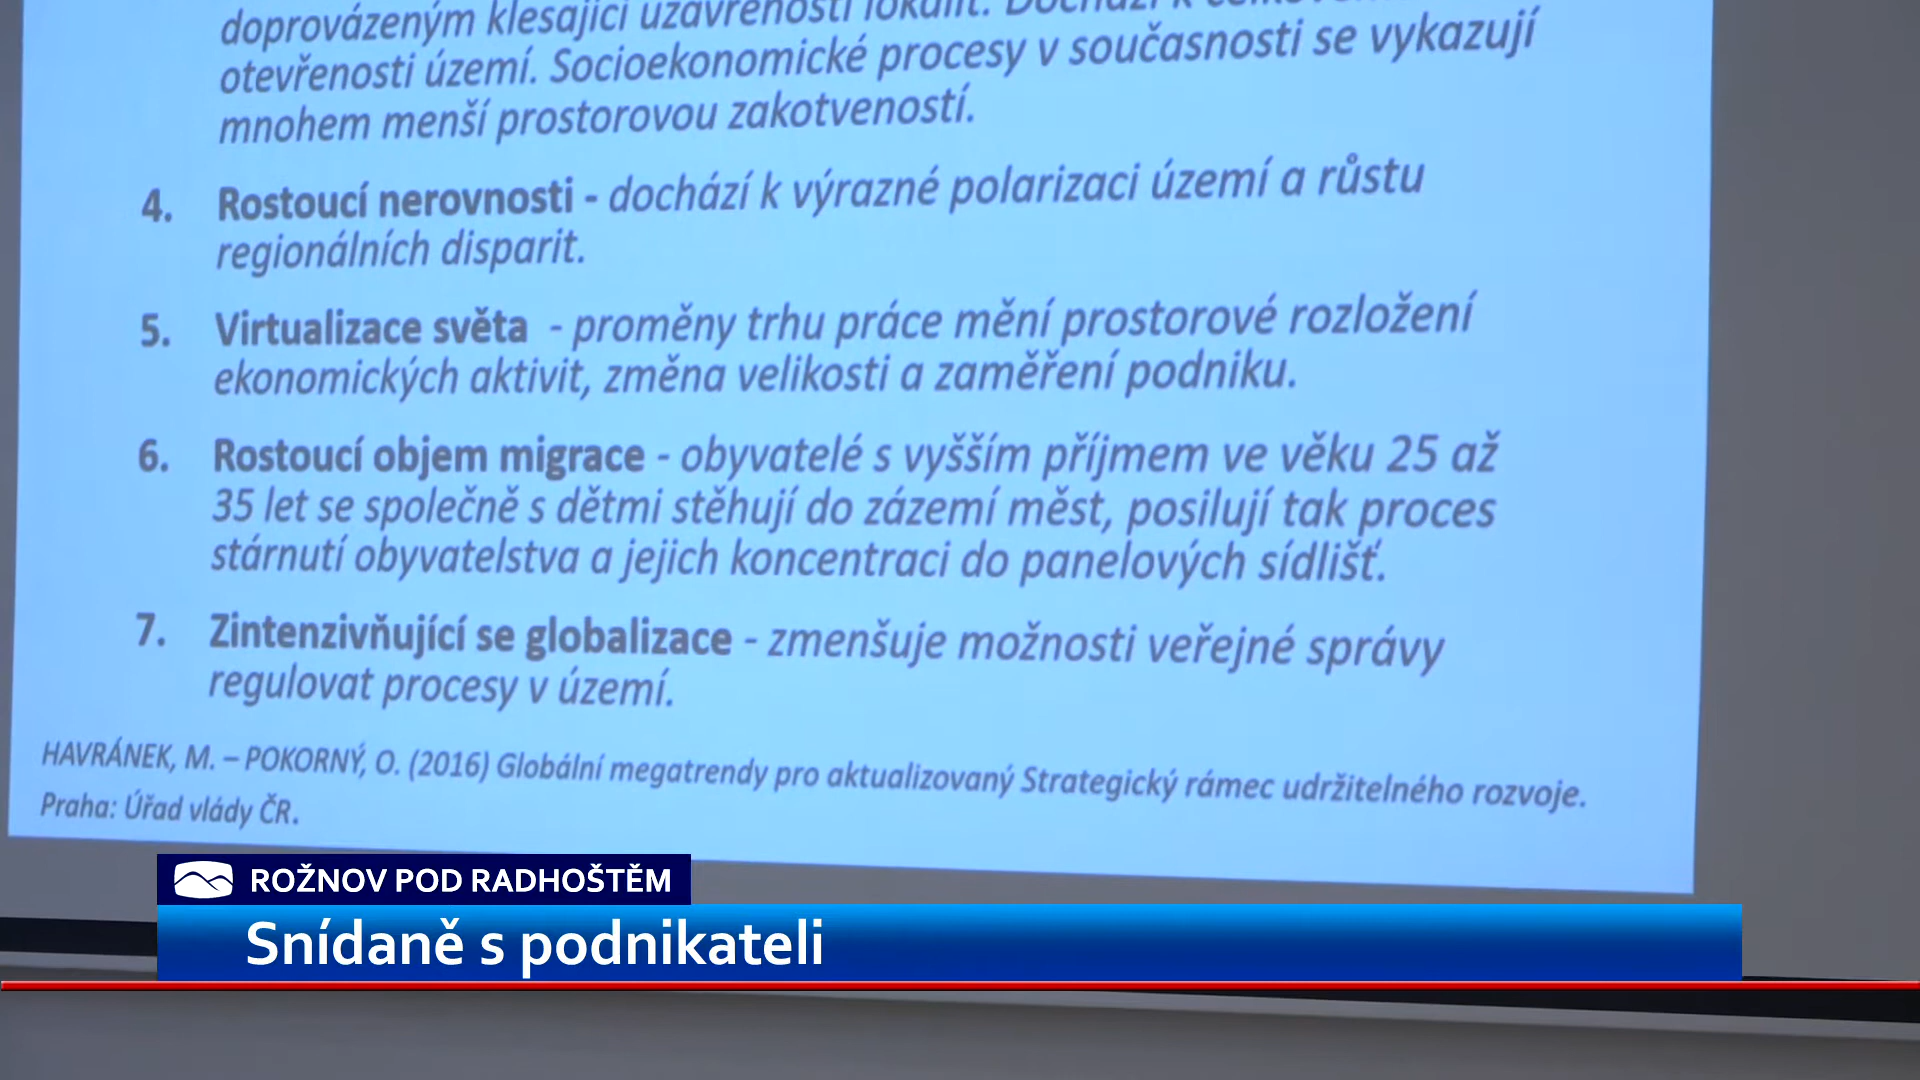 doprovázeným klesající uzavřeností lokalit. Dochází k
otevřenosti území. Socioekonomické procesy v současnosti se vykazují
mnohem menší prostorovou zakotveností.
4. Rostoucí nerovnosti - dochází k výrazné polarizaci území a růstu
regionálních disparit.
5. Virtualizace světa - proměny trhu práce mění prostorové rozložení
ekonomických aktivit, změna velikosti a zaměření podniku.
6. Rostoucí objem migrace - obyvatelé s vyšším příjmem ve věku 25 až
35 let se společně s dětmi stěhují do zázemí měst, posilují tak proces
stárnutí obyvatelstva a jejich koncentraci do panelových sídlišť.
7. Zintenzivňující se globalizace - zmenšuje možnosti veřejné správy
regulovat procesy v území.
HAVRÁNEK, M. – POKORNÝ, O. (2016) Globální megatrendy pro aktualizovaný Strategický rámec udržitelného rozvoje.
Praha: Úřad vlády ČR.
ROŽNOV POD RADHOŠTĚM
Snídaně s podnikateli